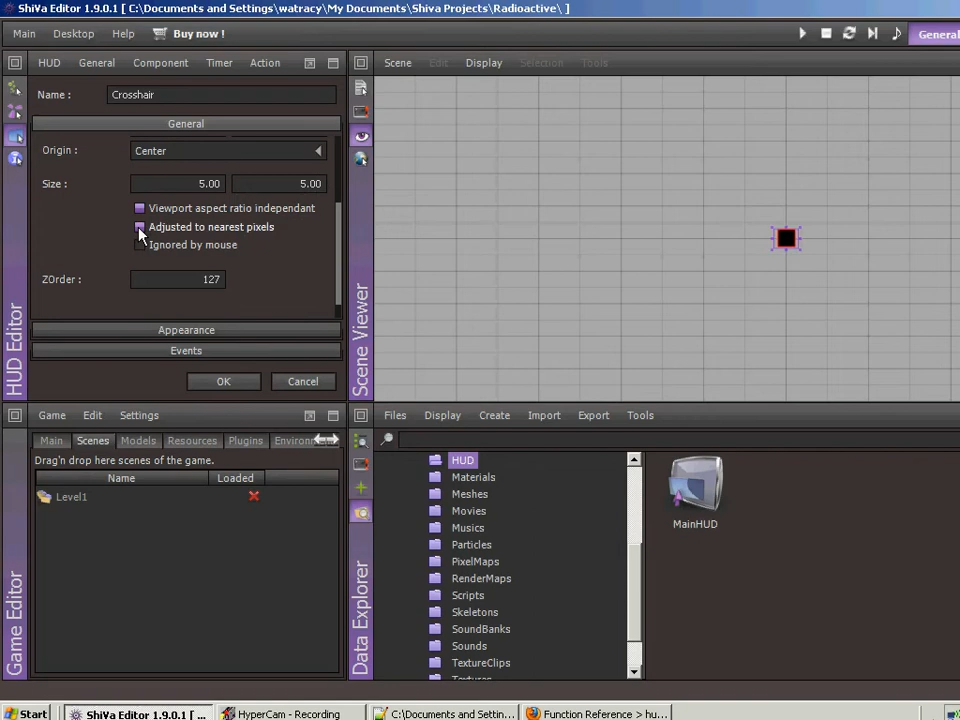 ShiVa Editor 1.9.0.1 [ C:\Documents and Settings\watracy\My Documents\Shiva Projects\Radioactive\ ]
Main Desktop Help Buy now ! General
HUD General Component Timer Action
Scene Edit Display Selection Tools
Name : Crosshair
General
Origin : Center
Size : 5.00 5.00
Viewport aspect ratio independant
Adjusted to nearest pixels
Ignored by mouse
ZOrder : 127
Appearance
Events
OK Cancel
HUD Editor
Scene Viewer
Game Edit Settings
Files Display Create Import Export Tools
Main Scenes Models Resources Plugins
Drag'n drop here scenes of the game.
Name Loaded
Level1
Game Editor
Data Explorer
HUD
Materials
Meshes
Movies
Musics
Particles
PixelMaps
RenderMaps
Scripts
Skeletons
SoundBanks
Sounds
TextureClips
Textures
MainHUD
Start ShiVa Editor 1.9.0.1 [ ... HyperCam - Recording C:\Documents and Settin... Function Reference > hu...